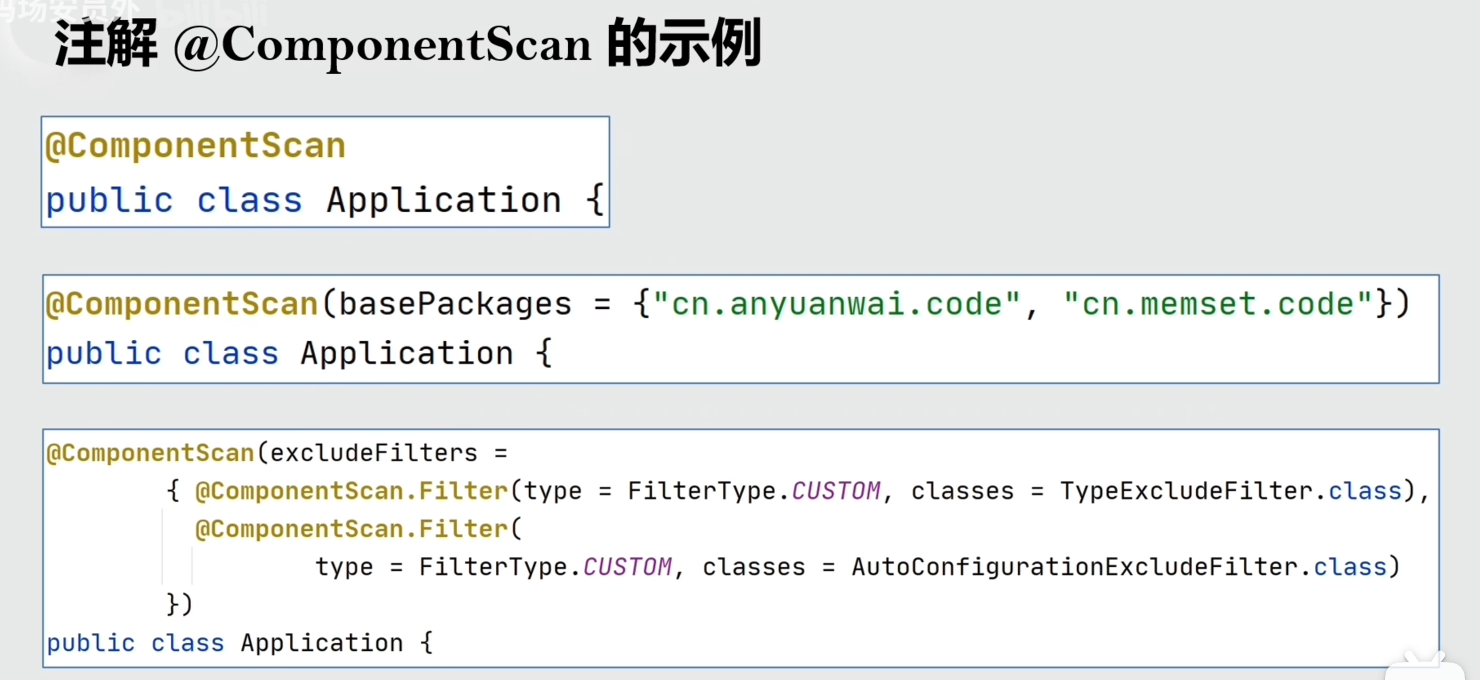 注解 @ComponentScan 的示例
@ComponentScan
public class Application {
@ComponentScan(basePackages = {"cn.anyuanwai.code", "cn.memset.code"})
public class Application {
@ComponentScan(excludeFilters =
{ @ComponentScan.Filter(type = FilterType.CUSTOM, classes = TypeExcludeFilter.class),
@ComponentScan.Filter(
type = FilterType.CUSTOM, classes = AutoConfigurationExcludeFilter.class)
})
public class Application {